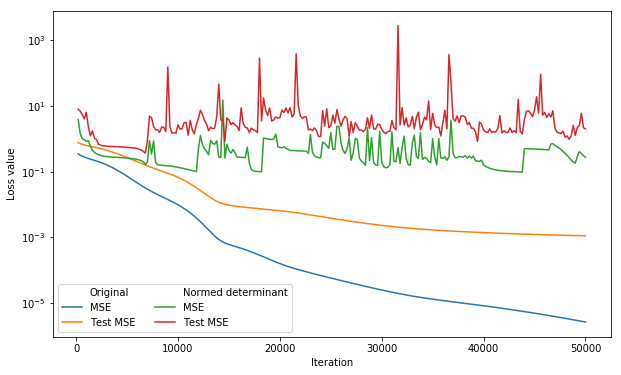 Loss value
10³
10¹
10⁻¹
10⁻³
10⁻⁵
Original Normed determinant
MSE MSE
Test MSE Test MSE
0 10000 20000 30000 40000 50000
Iteration